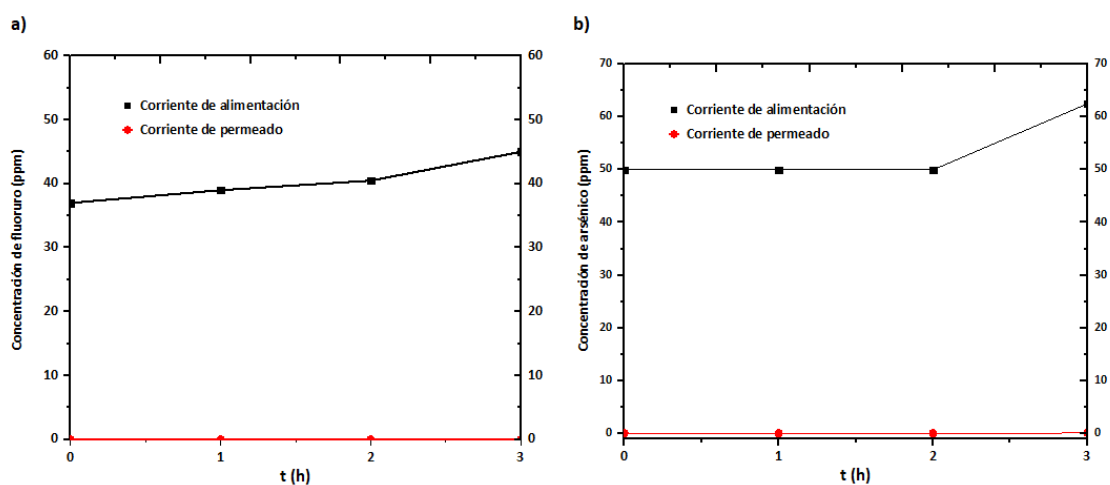 a)
60
50
40
30
20
10
0
60
50
40
30
20
10
0
Concentración de fluoruro (ppm)
Corriente de alimentación
Corriente de permeado
0 1 2 3
t (h)
b)
70
60
50
40
30
20
10
0
70
60
50
40
30
20
10
0
Concentración de arsénico (ppm)
Corriente de alimentación
Corriente de permeado
0 1 2 3
t (h)